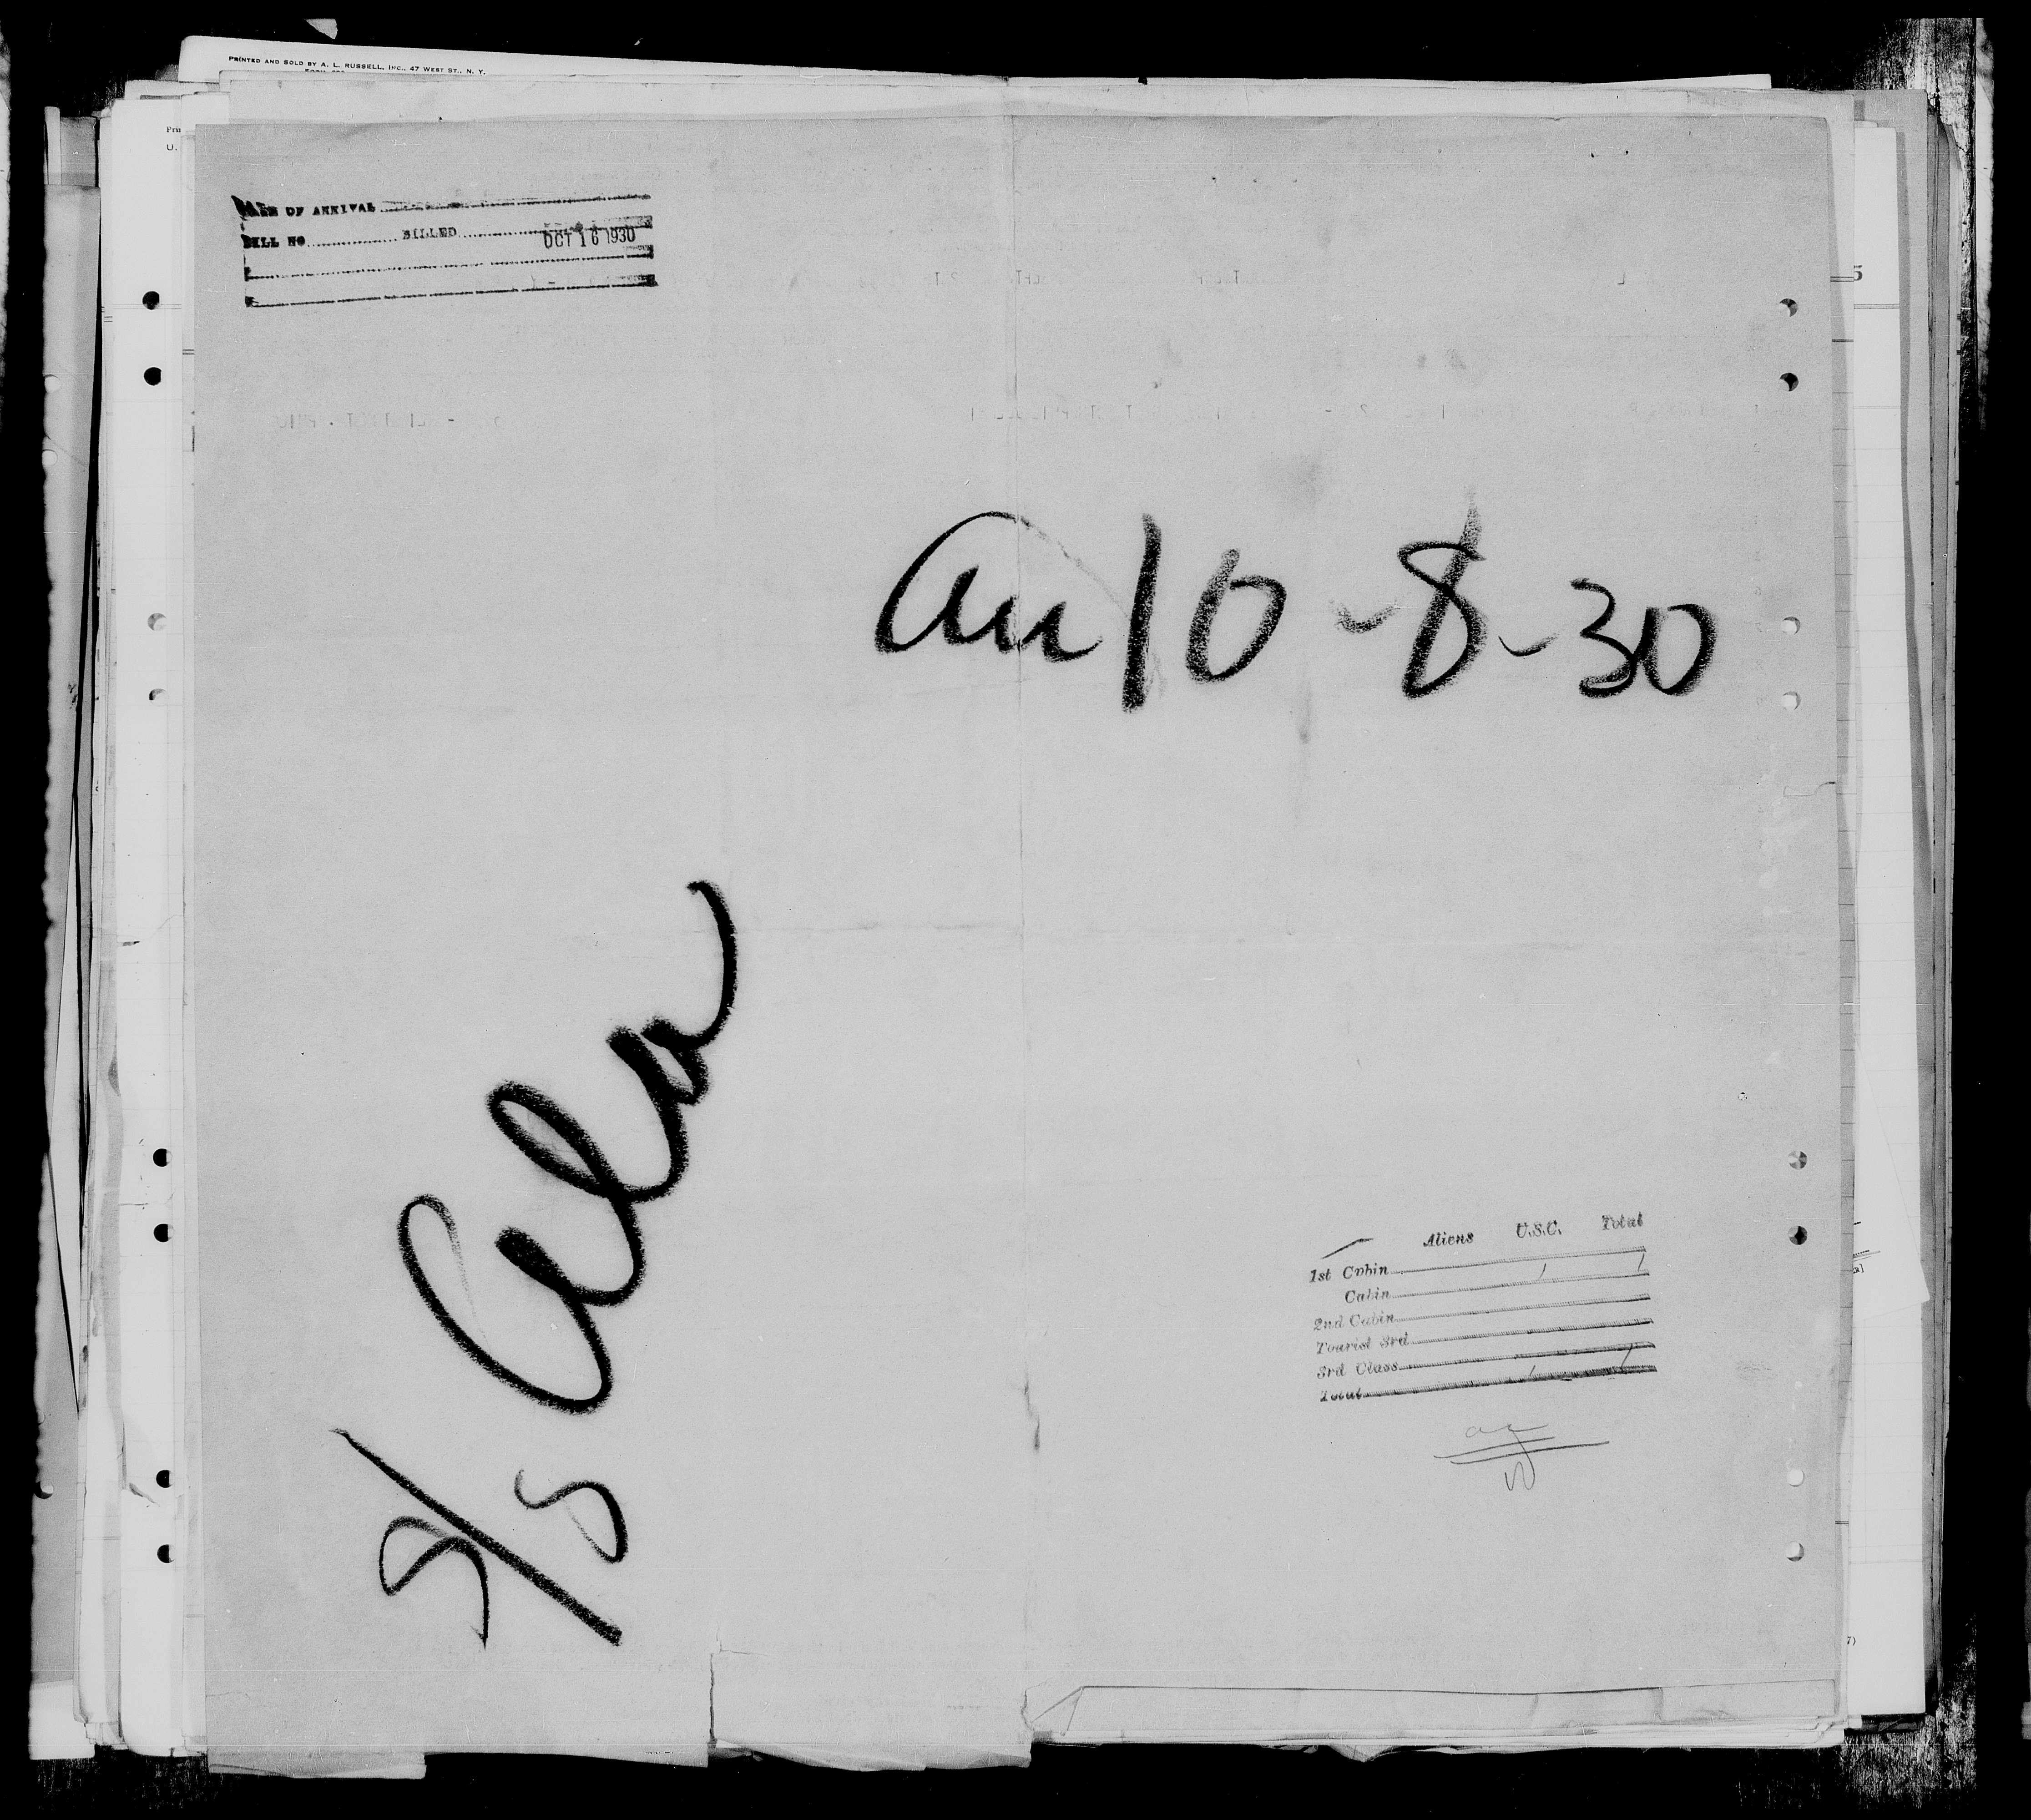 PRINTED AND SOLD BY A. L. RUSSELL, INC., 47 WEST ST., N. Y.
U.
DATE OF ARRIVAL
BILL NO. BILLED OCT 16 1930
5
Arr 10-8-30
S/S Cela
Aliens U.S.C. Total
1st Cabin 1 1
Cabin
2nd Cabin
Tourist 3rd
3rd Class
Total 1 1